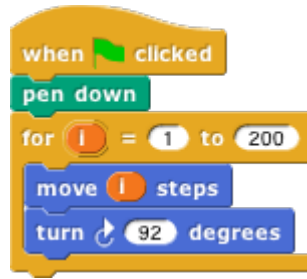 when clicked
pen down
for i = 1 to 200
move i steps
turn 92 degrees